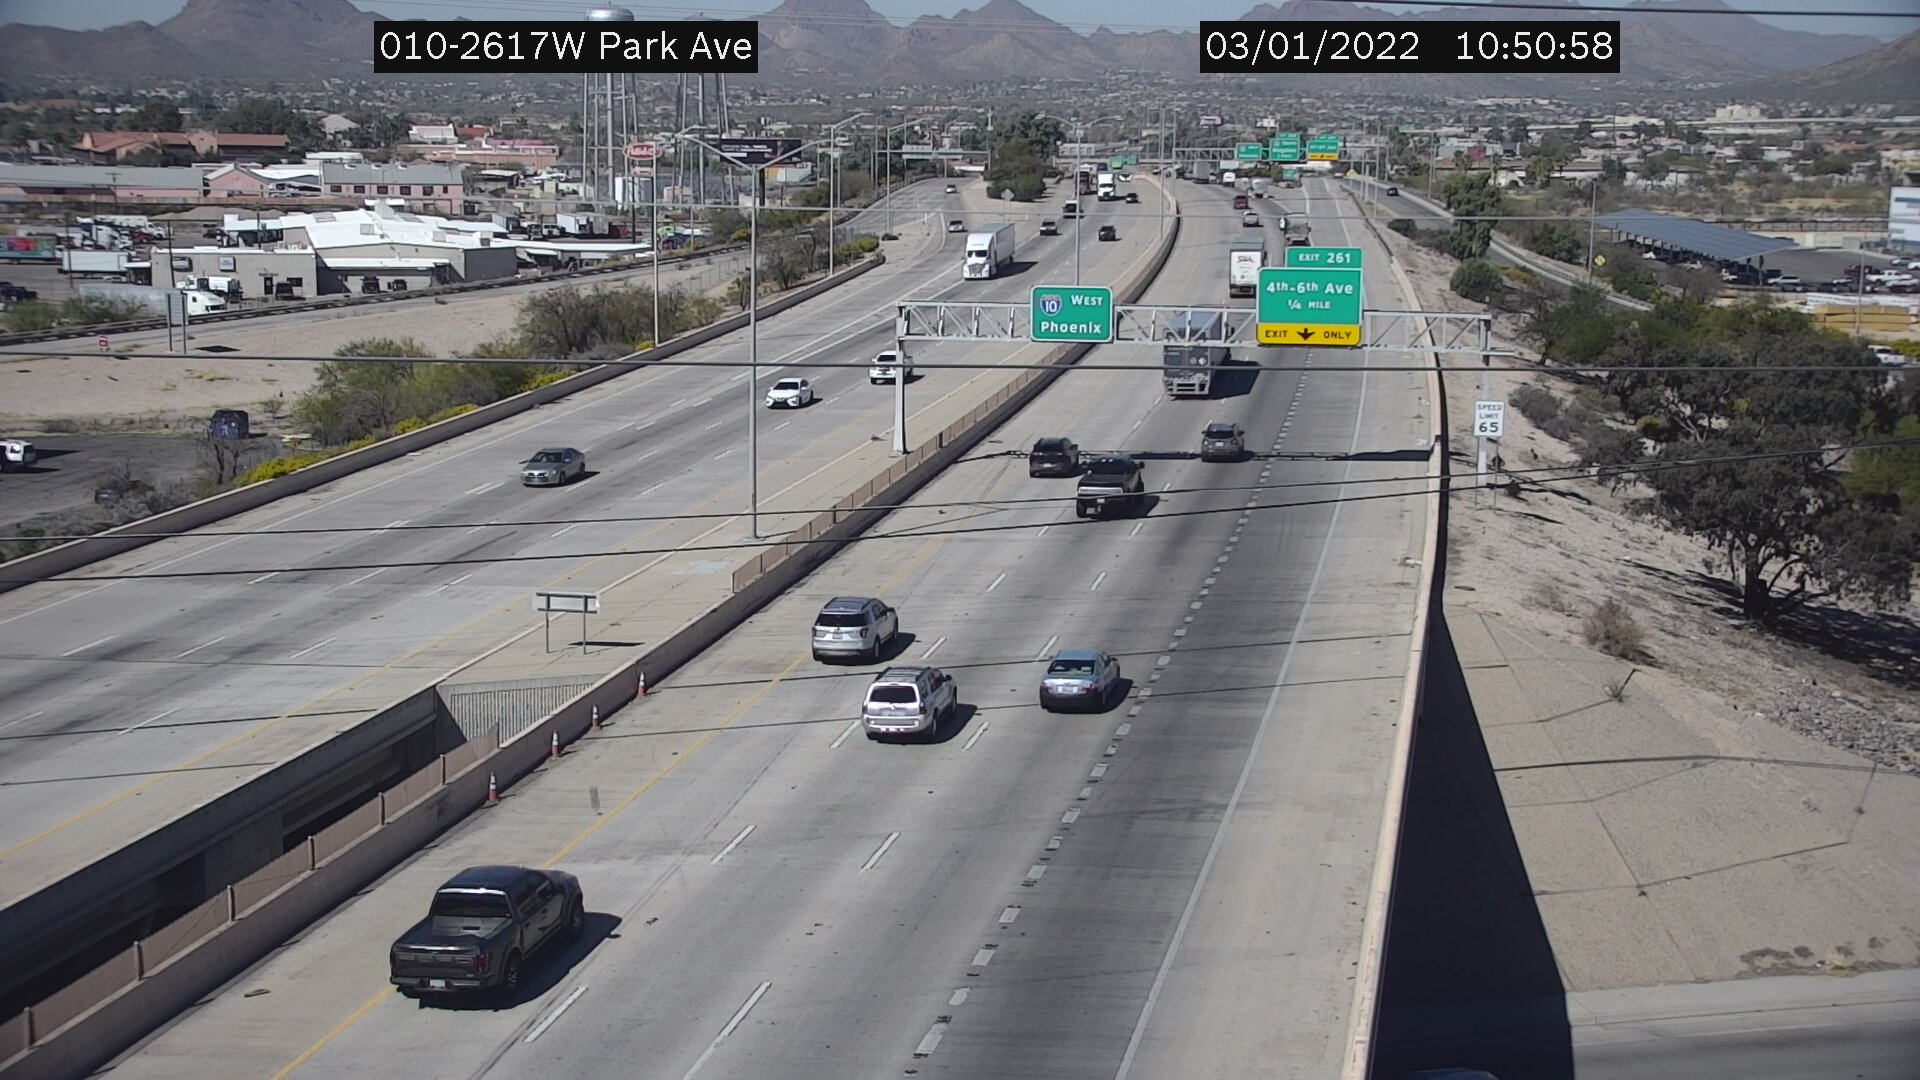 010-2617W Park Ave
03/01/2022 10:50:58
EXIT 261
4th-6th Ave
1/4 MILE
EXIT ONLY
10 WEST
Phoenix
SPEED
LIMIT
65